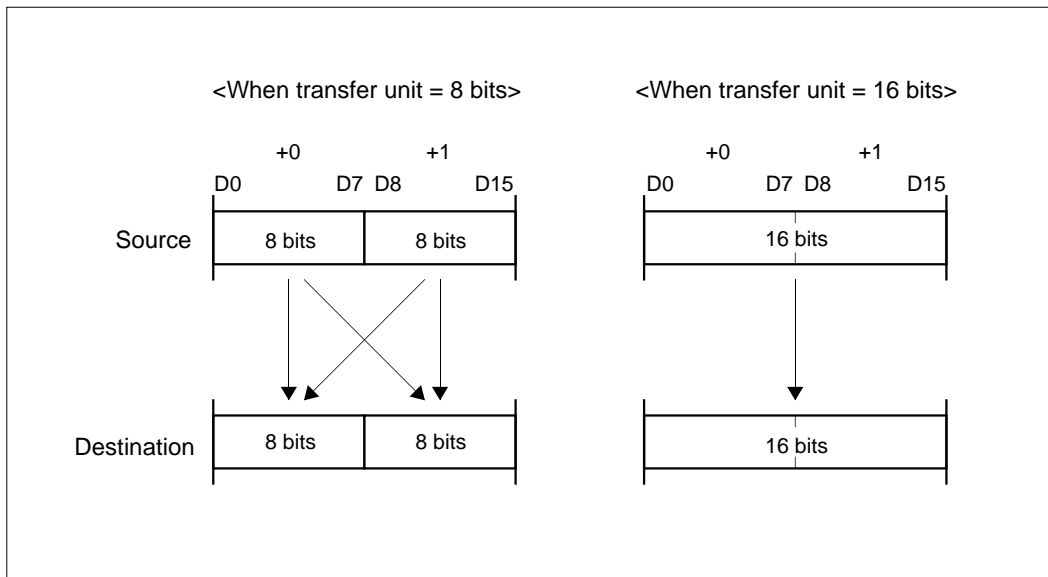 <When transfer unit = 8 bits> <When transfer unit = 16 bits>
+0 +1 +0 +1
D0 D7 D8 D15 D0 D7 D8 D15
Source 8 bits 8 bits 16 bits
Destination 8 bits 8 bits 16 bits